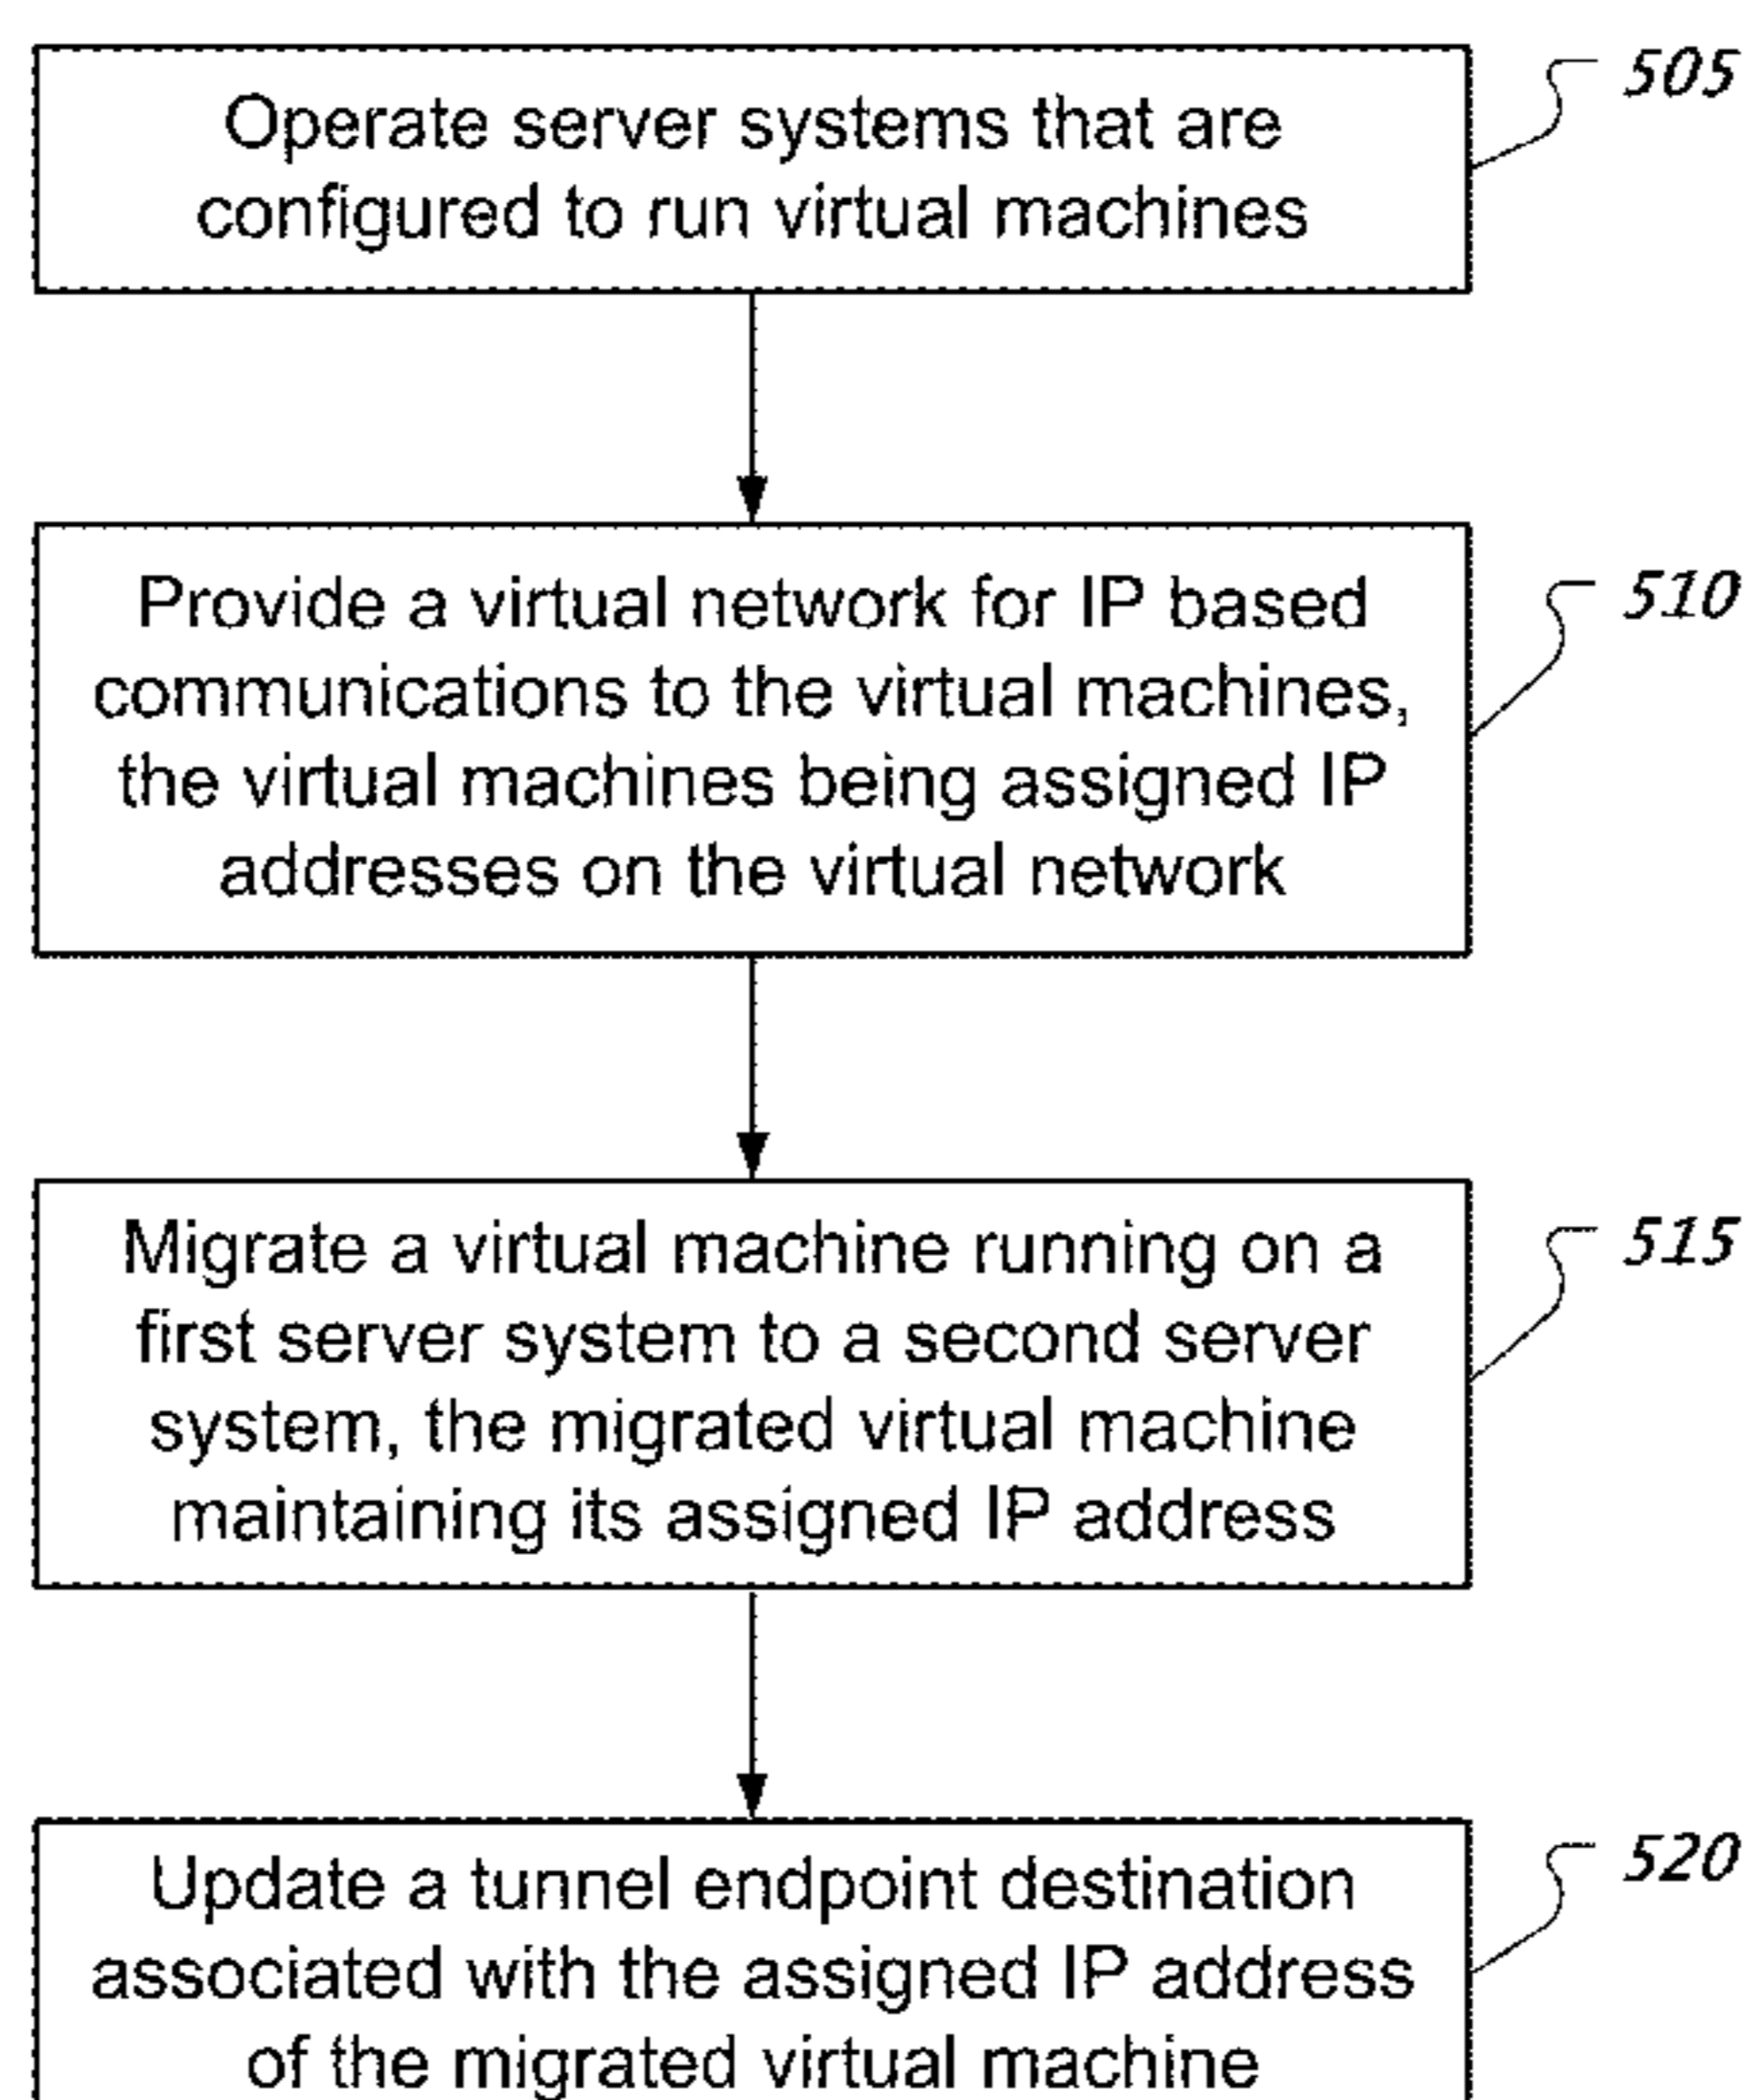 Operate server systems that are
configured to run virtual machines
505
Provide a virtual network for IP based
communications to the virtual machines,
the virtual machines being assigned IP
addresses on the virtual network
510
Migrate a virtual machine running on a
first server system to a second server
system, the migrated virtual machine
maintaining its assigned IP address
515
Update a tunnel endpoint destination
associated with the assigned IP address
of the migrated virtual machine
520